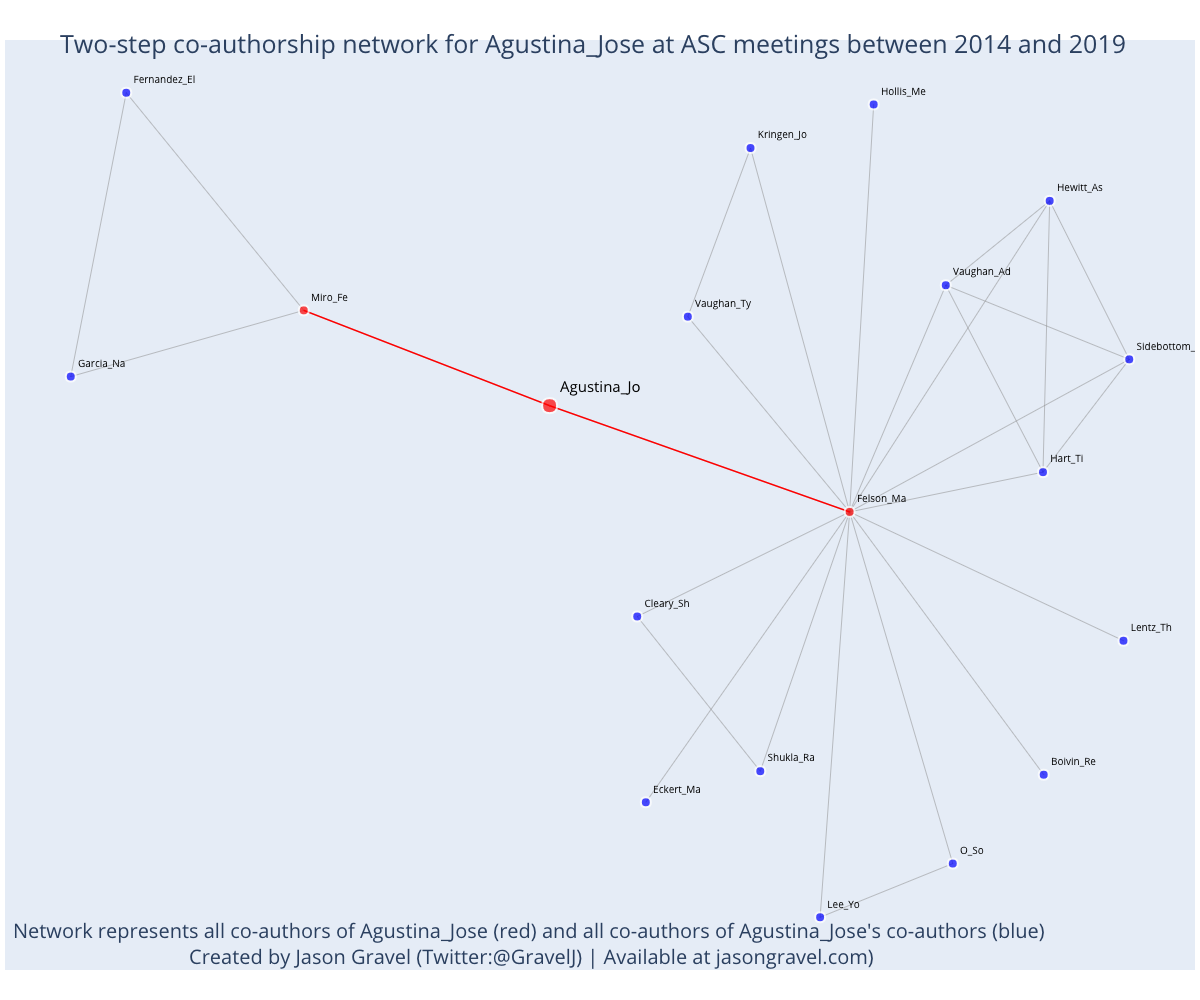 Two-step co-authorship network for Agustina_Jose at ASC meetings between 2014 and 2019
Fernandez_El
Hollis_Me
Kringen_Jo
Hewitt_As
Vaughan_Ad
Miro_Fe
Vaughan_Ty
Sidebottom_
Garcia_Na
Agustina_Jo
Hart_Ti
Felson_Ma
Cleary_Sh
Lentz_Th
Shukla_Ra
Boivin_Re
Eckert_Ma
O_So
Lee_Yo
Network represents all co-authors of Agustina_Jose (red) and all co-authors of Agustina_Jose's co-authors (blue)
Created by Jason Gravel (Twitter:@GravelJ) | Available at jasongravel.com)